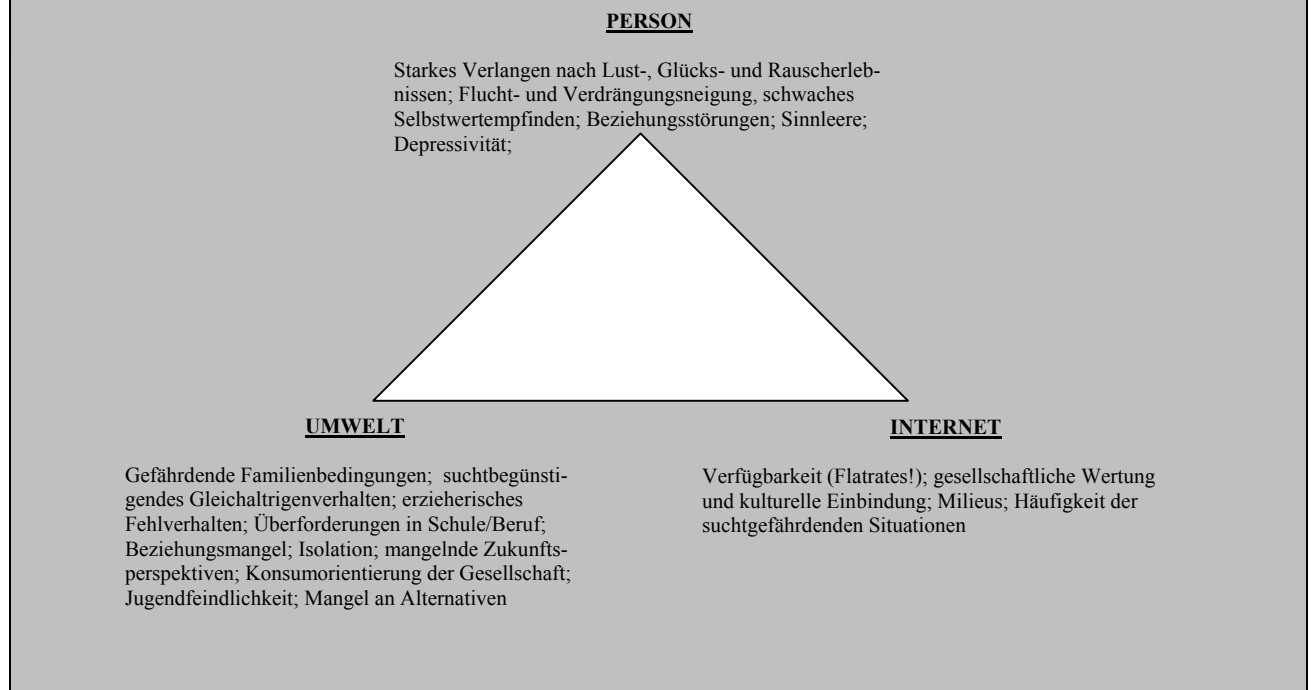 PERSON
Starkes Verlangen nach Lust-, Glücks- und Rauscherleb-
nissen; Flucht- und Verdrängungsneigung, schwaches
Selbstwertempfinden; Beziehungsstörungen; Sinnleere;
Depressivität;
UMWELT
Gefährdende Familienbedingungen; suchtbegünsti-
gendes Gleichaltrigenverhalten; erzieherisches
Fehlverhalten; Überforderungen in Schule/Beruf;
Beziehungsmangel; Isolation; mangelnde Zukunfts-
perspektiven; Konsumorientierung der Gesellschaft;
Jugendfeindlichkeit; Mangel an Alternativen
INTERNET
Verfügbarkeit (Flatrates!); gesellschaftliche Wertung
und kulturelle Einbindung; Milieus; Häufigkeit der
suchtgefährdenden Situationen